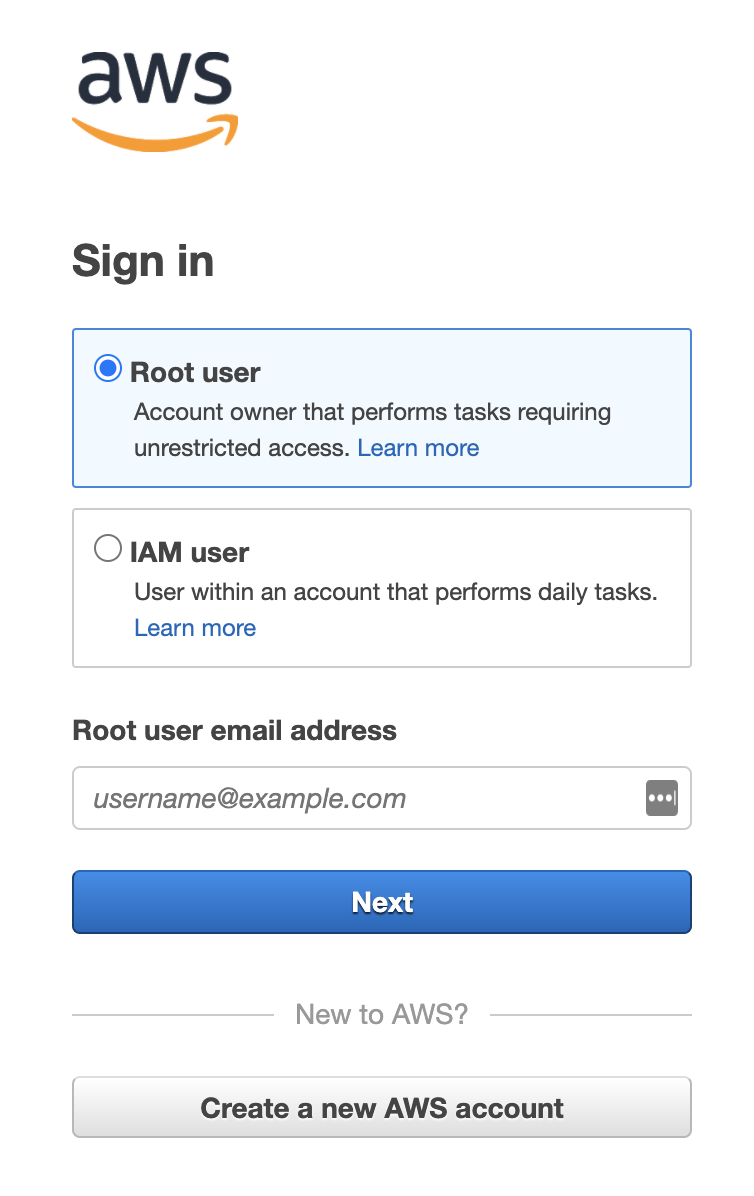 aws
Sign in
Root user
Account owner that performs tasks requiring
unrestricted access. Learn more
IAM user
User within an account that performs daily tasks.
Learn more
Root user email address
username@example.com
Next
New to AWS?
Create a new AWS account